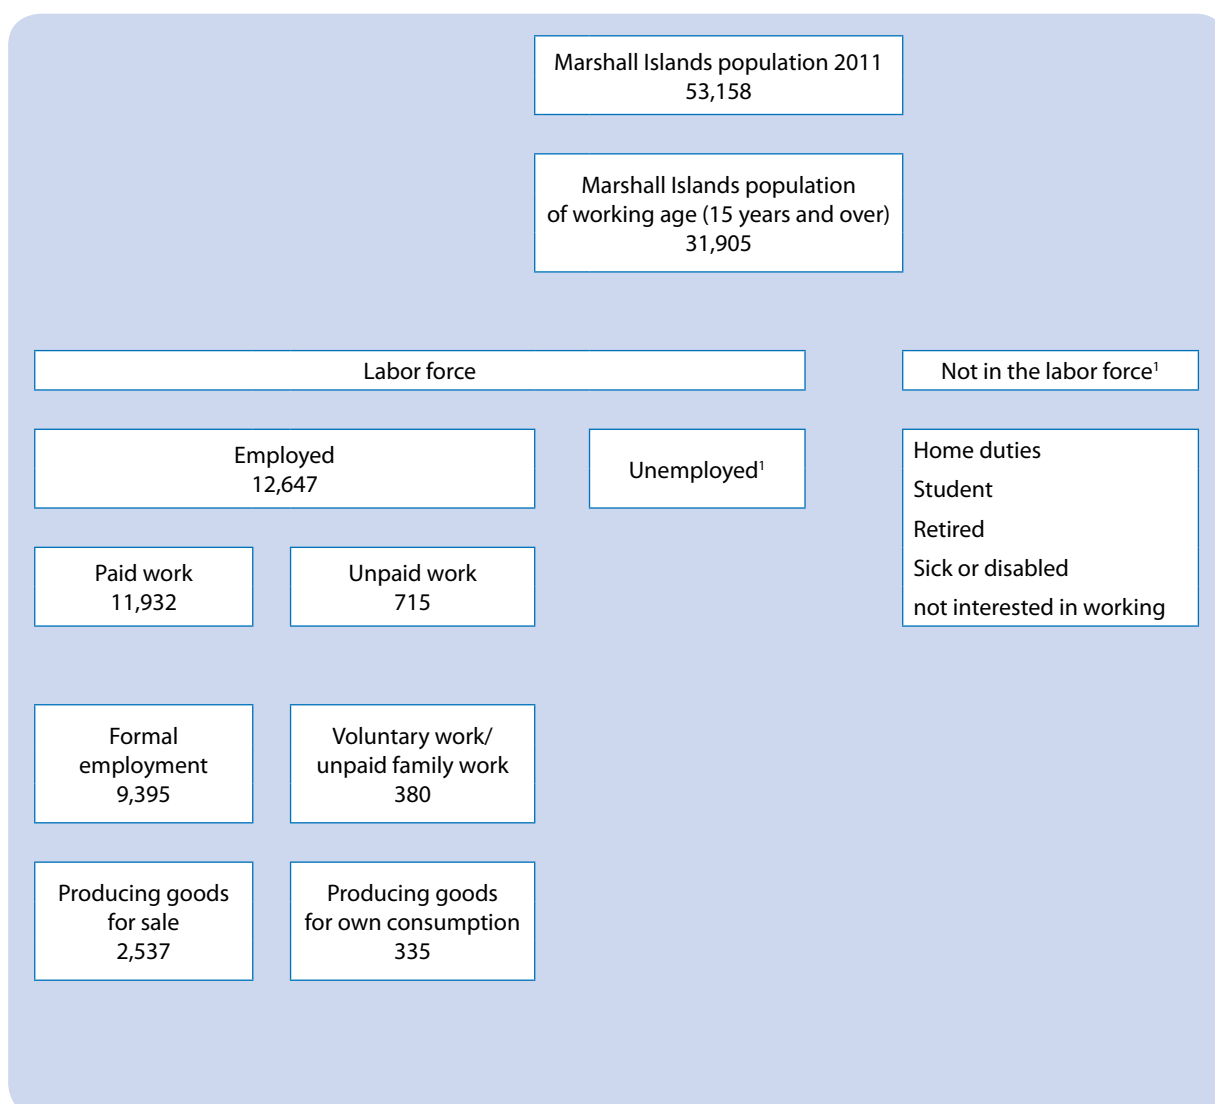 Marshall Islands population 2011
53,158
Marshall Islands population
of working age (15 years and over)
31,905
Labor force
Not in the labor force¹
Employed
12,647
Unemployed¹
Home duties
Student
Retired
Sick or disabled
not interested in working
Paid work
11,932
Unpaid work
715
Formal
employment
9,395
Voluntary work/
unpaid family work
380
Producing goods
for sale
2,537
Producing goods
for own consumption
335